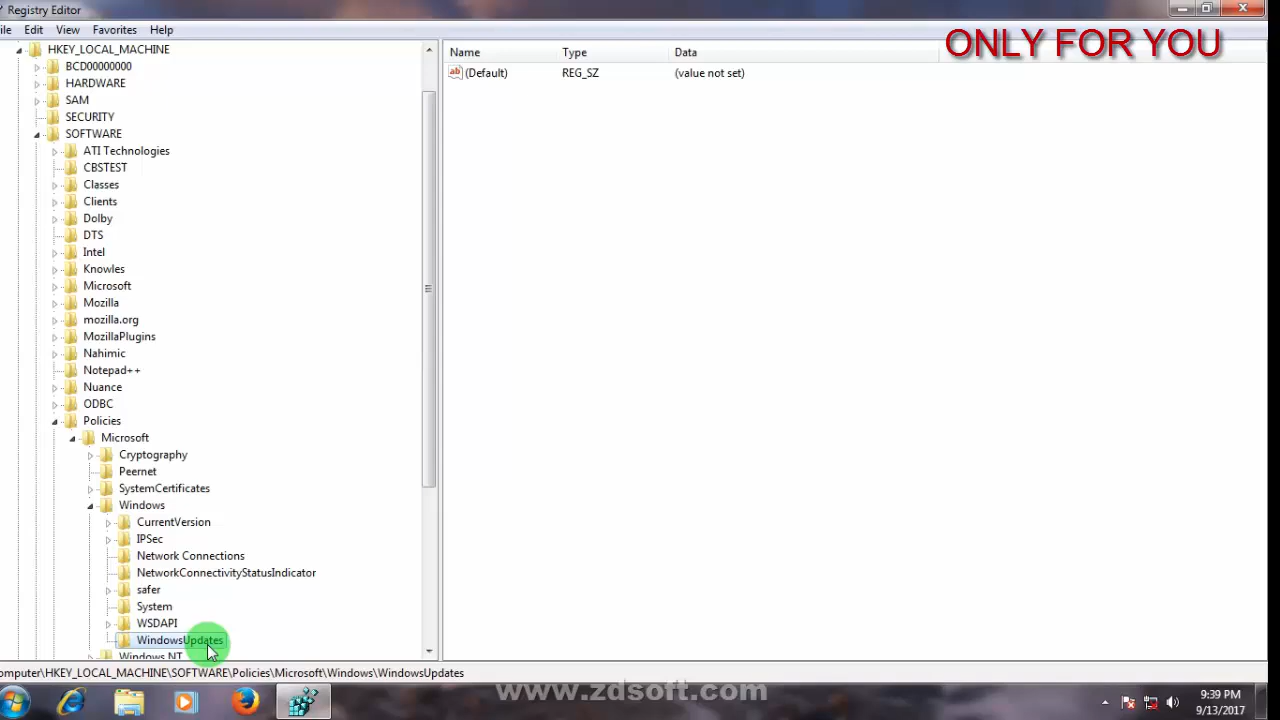 Registry Editor
ile Edit View Favorites Help
ONLY FOR YOU
HKEY_LOCAL_MACHINE
BCD00000000
HARDWARE
SAM
SECURITY
SOFTWARE
ATI Technologies
CBSTEST
Classes
Clients
Dolby
DTS
Intel
Knowles
Microsoft
Mozilla
mozilla.org
MozillaPlugins
Nahimic
Notepad++
Nuance
ODBC
Policies
Microsoft
Cryptography
Peernet
SystemCertificates
Windows
CurrentVersion
IPSec
Network Connections
NetworkConnectivityStatusIndicator
safer
System
WSDAPI
WindowsUpdates
Windows NT
Name Type Data
ab (Default) REG_SZ (value not set)
omputer\HKEY_LOCAL_MACHINE\SOFTWARE\Policies\Microsoft\Windows\WindowsUpdates
www.zdsoft.com
9:39 PM
9/13/2017